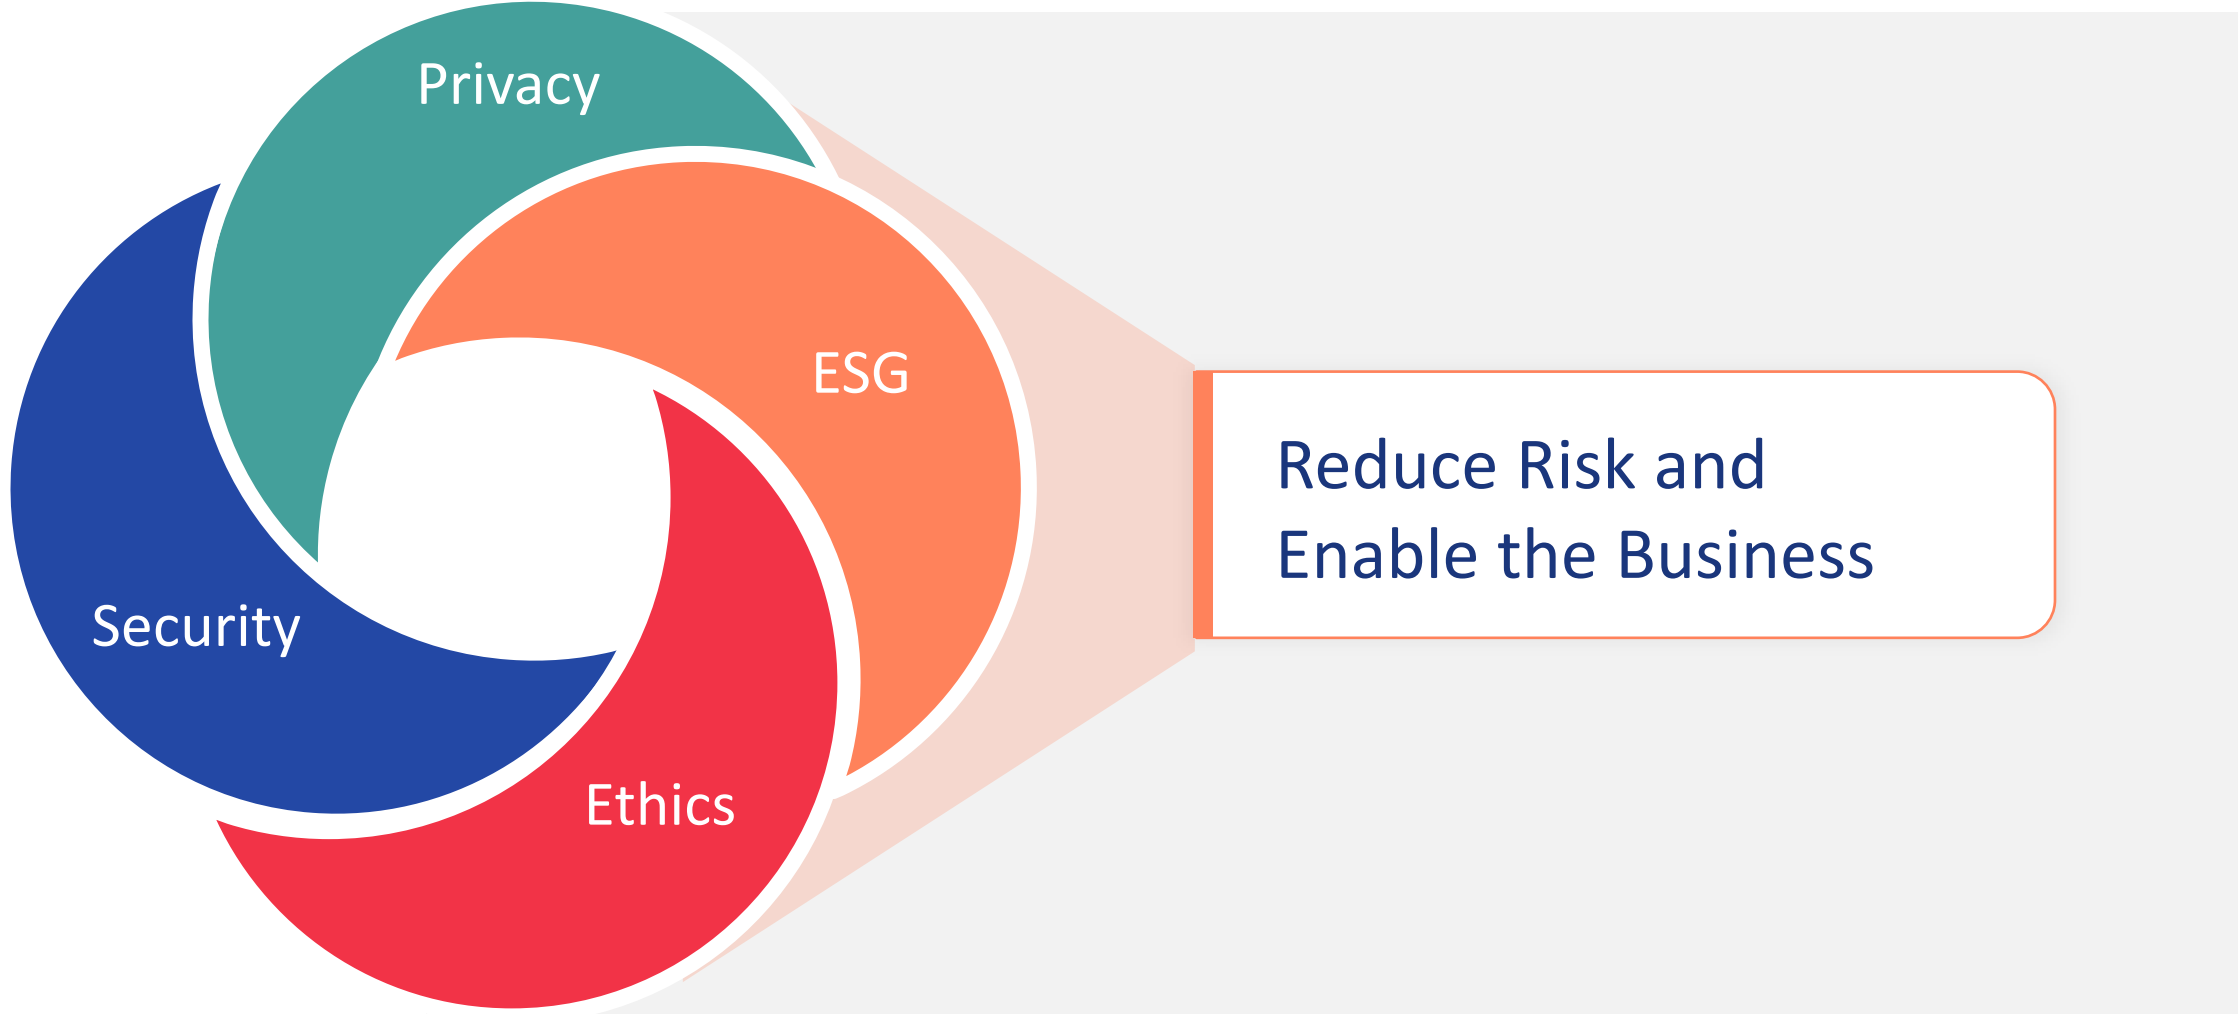 Privacy
ESG
Security
Ethics
Reduce Risk and
Enable the Business